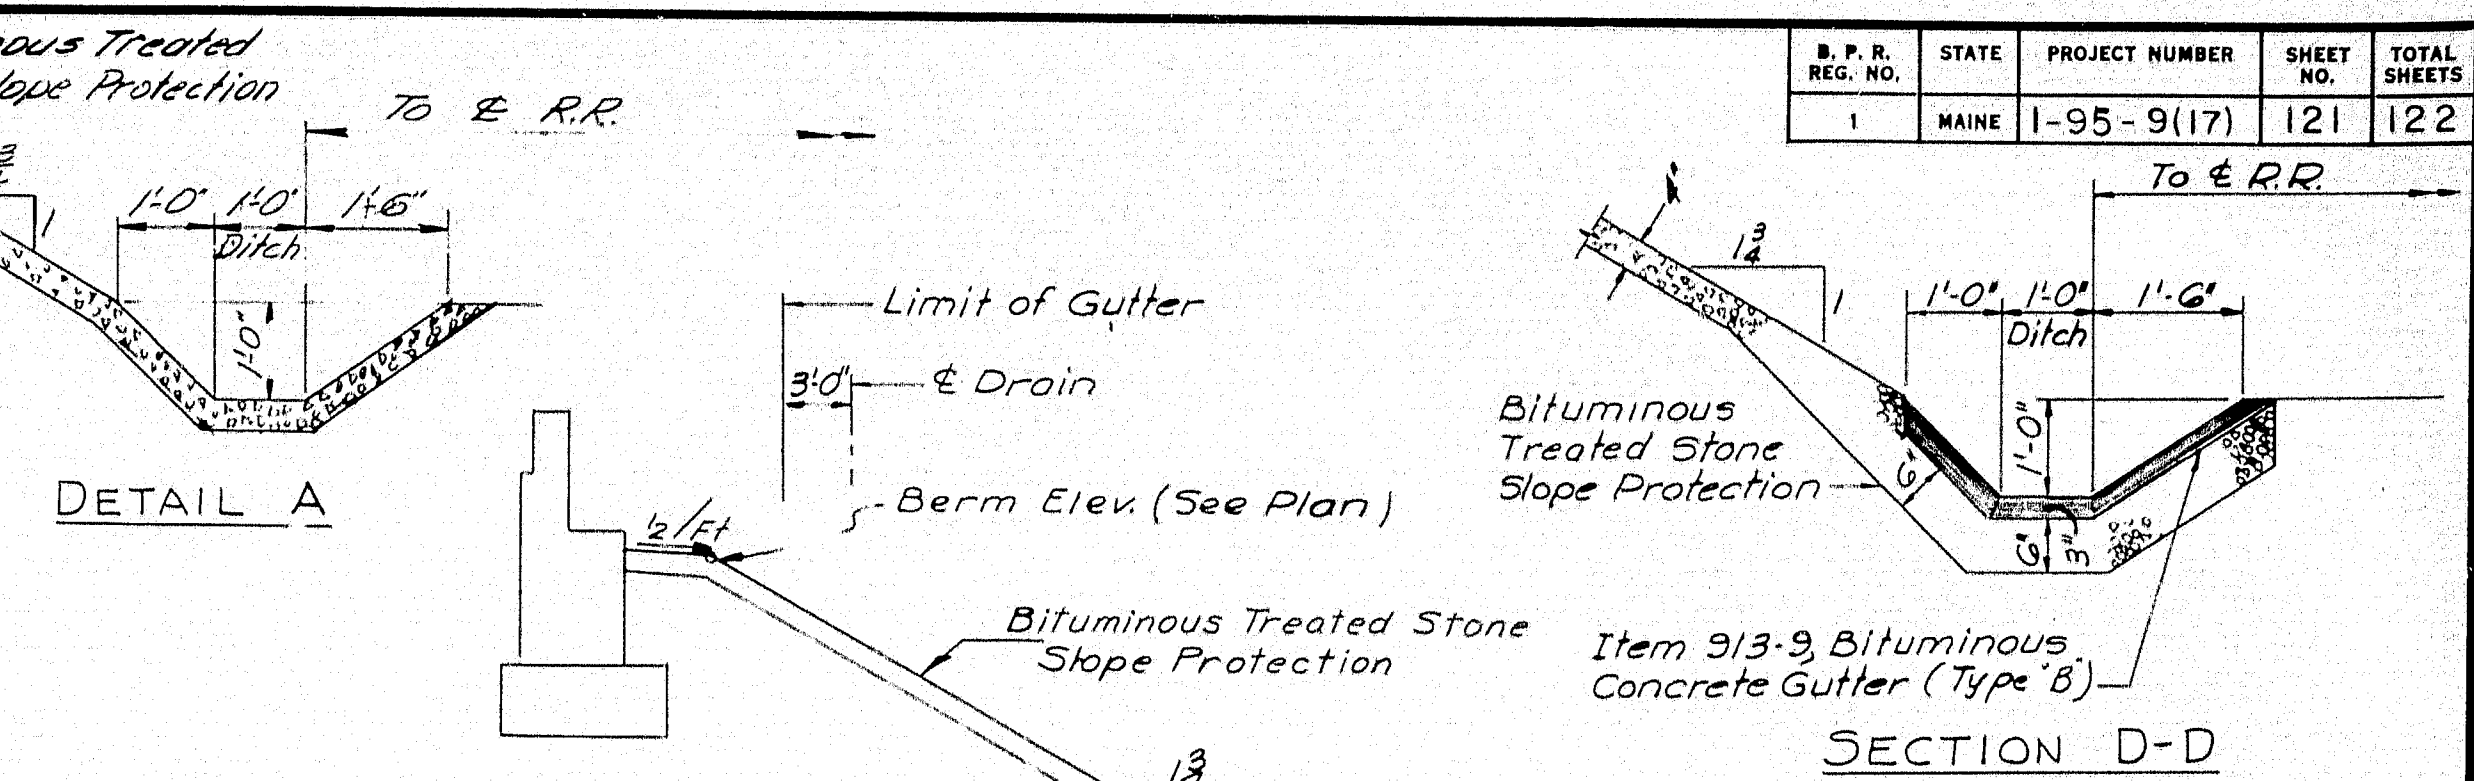 Treated
Slope Protection
To ℄ R.R.
1
1'-0" 1'-0" 1'-6"
Ditch
1'-0"
DETAIL A
Limit of Gutter
3'-0" ℄ Drain
Berm Elev. (See Plan)
1/2/Ft
Bituminous Treated Stone
Slope Protection
1 3/4
B. P. R. REG. NO. STATE PROJECT NUMBER SHEET NO. TOTAL SHEETS
1 MAINE I-95-9(17) 121 122
To ℄ R.R.
1 3/4
1
1'-0" 1'-0" 1'-6"
Ditch
1'-0"
Bituminous
Treated Stone
Slope Protection
6"
6" 3"
Item 913-9, Bituminous
Concrete Gutter (Type "B")
SECTION D-D